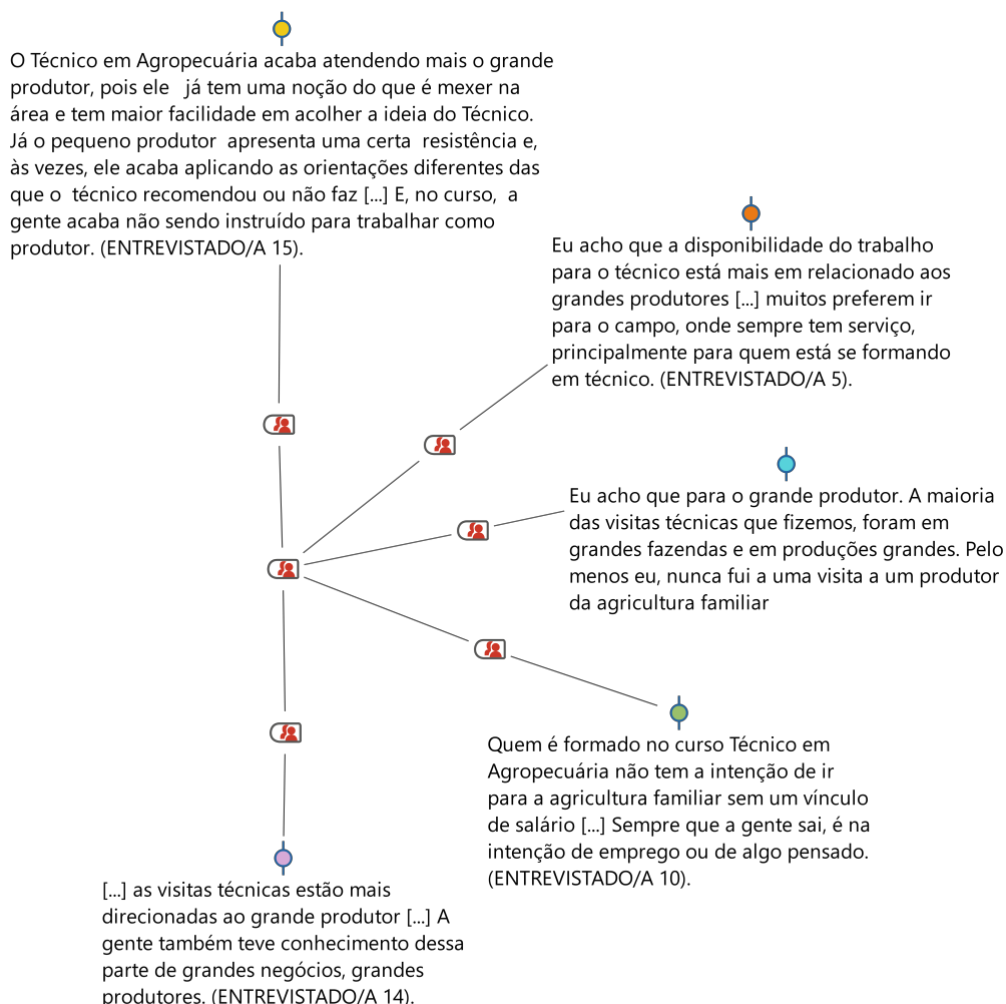 O Técnico em Agropecuária acaba atendendo mais o grande
produtor, pois ele já tem uma noção do que é mexer na
área e tem maior facilidade em acolher a ideia do Técnico.
Já o pequeno produtor apresenta uma certa resistência e,
às vezes, ele acaba aplicando as orientações diferentes das
que o técnico recomendou ou não faz [...] E, no curso, a
gente acaba não sendo instruído para trabalhar como
produtor. (ENTREVISTADO/A 15).
Eu acho que a disponibilidade do trabalho
para o técnico está mais em relacionado aos
grandes produtores [...] muitos preferem ir
para o campo, onde sempre tem serviço,
principalmente para quem está se formando
em técnico. (ENTREVISTADO/A 5).
Eu acho que para o grande produtor. A maioria
das visitas técnicas que fizemos, foram em
grandes fazendas e em produções grandes. Pelo
menos eu, nunca fui a uma visita a um produtor
da agricultura familiar
Quem é formado no curso Técnico em
Agropecuária não tem a intenção de ir
para a agricultura familiar sem um vínculo
de salário [...] Sempre que a gente sai, é na
intenção de emprego ou de algo pensado.
(ENTREVISTADO/A 10).
[...] as visitas técnicas estão mais
direcionadas ao grande produtor [...] A
gente também teve conhecimento dessa
parte de grandes negócios, grandes
produtores. (ENTREVISTADO/A 14).